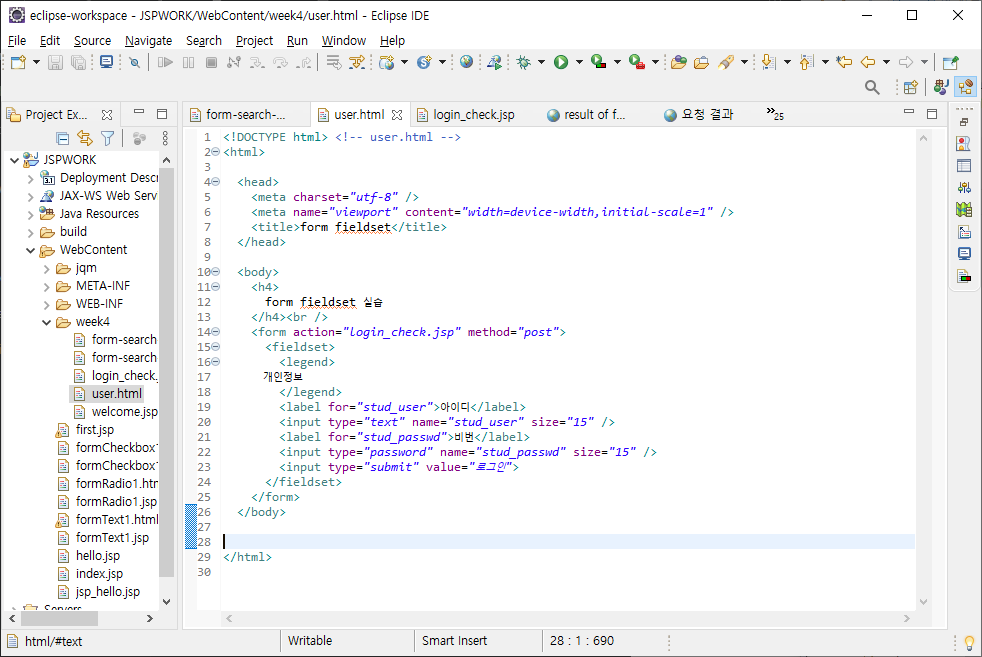 eclipse-workspace - JSPWORK/WebContent/week4/user.html - Eclipse IDE
File Edit Source Navigate Search Project Run Window Help
Project Ex...
form-search-...
user.html
login_check.jsp
result of f...
요청 결과
»25
JSPWORK
Deployment Descr
JAX-WS Web Serv
Java Resources
build
WebContent
jqm
META-INF
WEB-INF
week4
form-search
form-search
login_check.
user.html
welcome.jsp
first.jsp
formCheckbox1
formCheckbox1
formRadio1.htn
formRadio1.jsp
formText1.html
formText1.jsp
hello.jsp
index.jsp
jsp_hello.jsp
Servers
1 <!DOCTYPE html> <!-- user.html -->
2 <html>
3
4 <head>
5 <meta charset="utf-8" />
6 <meta name="viewport" content="width=device-width,initial-scale=1" />
7 <title>form fieldset</title>
8 </head>
9
10 <body>
11 <h4>
12 form fieldset 실습
13 </h4><br />
14 <form action="login_check.jsp" method="post">
15 <fieldset>
16 <legend>
17 개인정보
18 </legend>
19 <label for="stud_user">아이디</label>
20 <input type="text" name="stud_user" size="15" />
21 <label for="stud_passwd">비번</label>
22 <input type="password" name="stud_passwd" size="15" />
23 <input type="submit" value="로그인">
24 </fieldset>
25 </form>
26 </body>
27
28
29 </html>
30
html/#text
Writable
Smart Insert
28 : 1 : 690